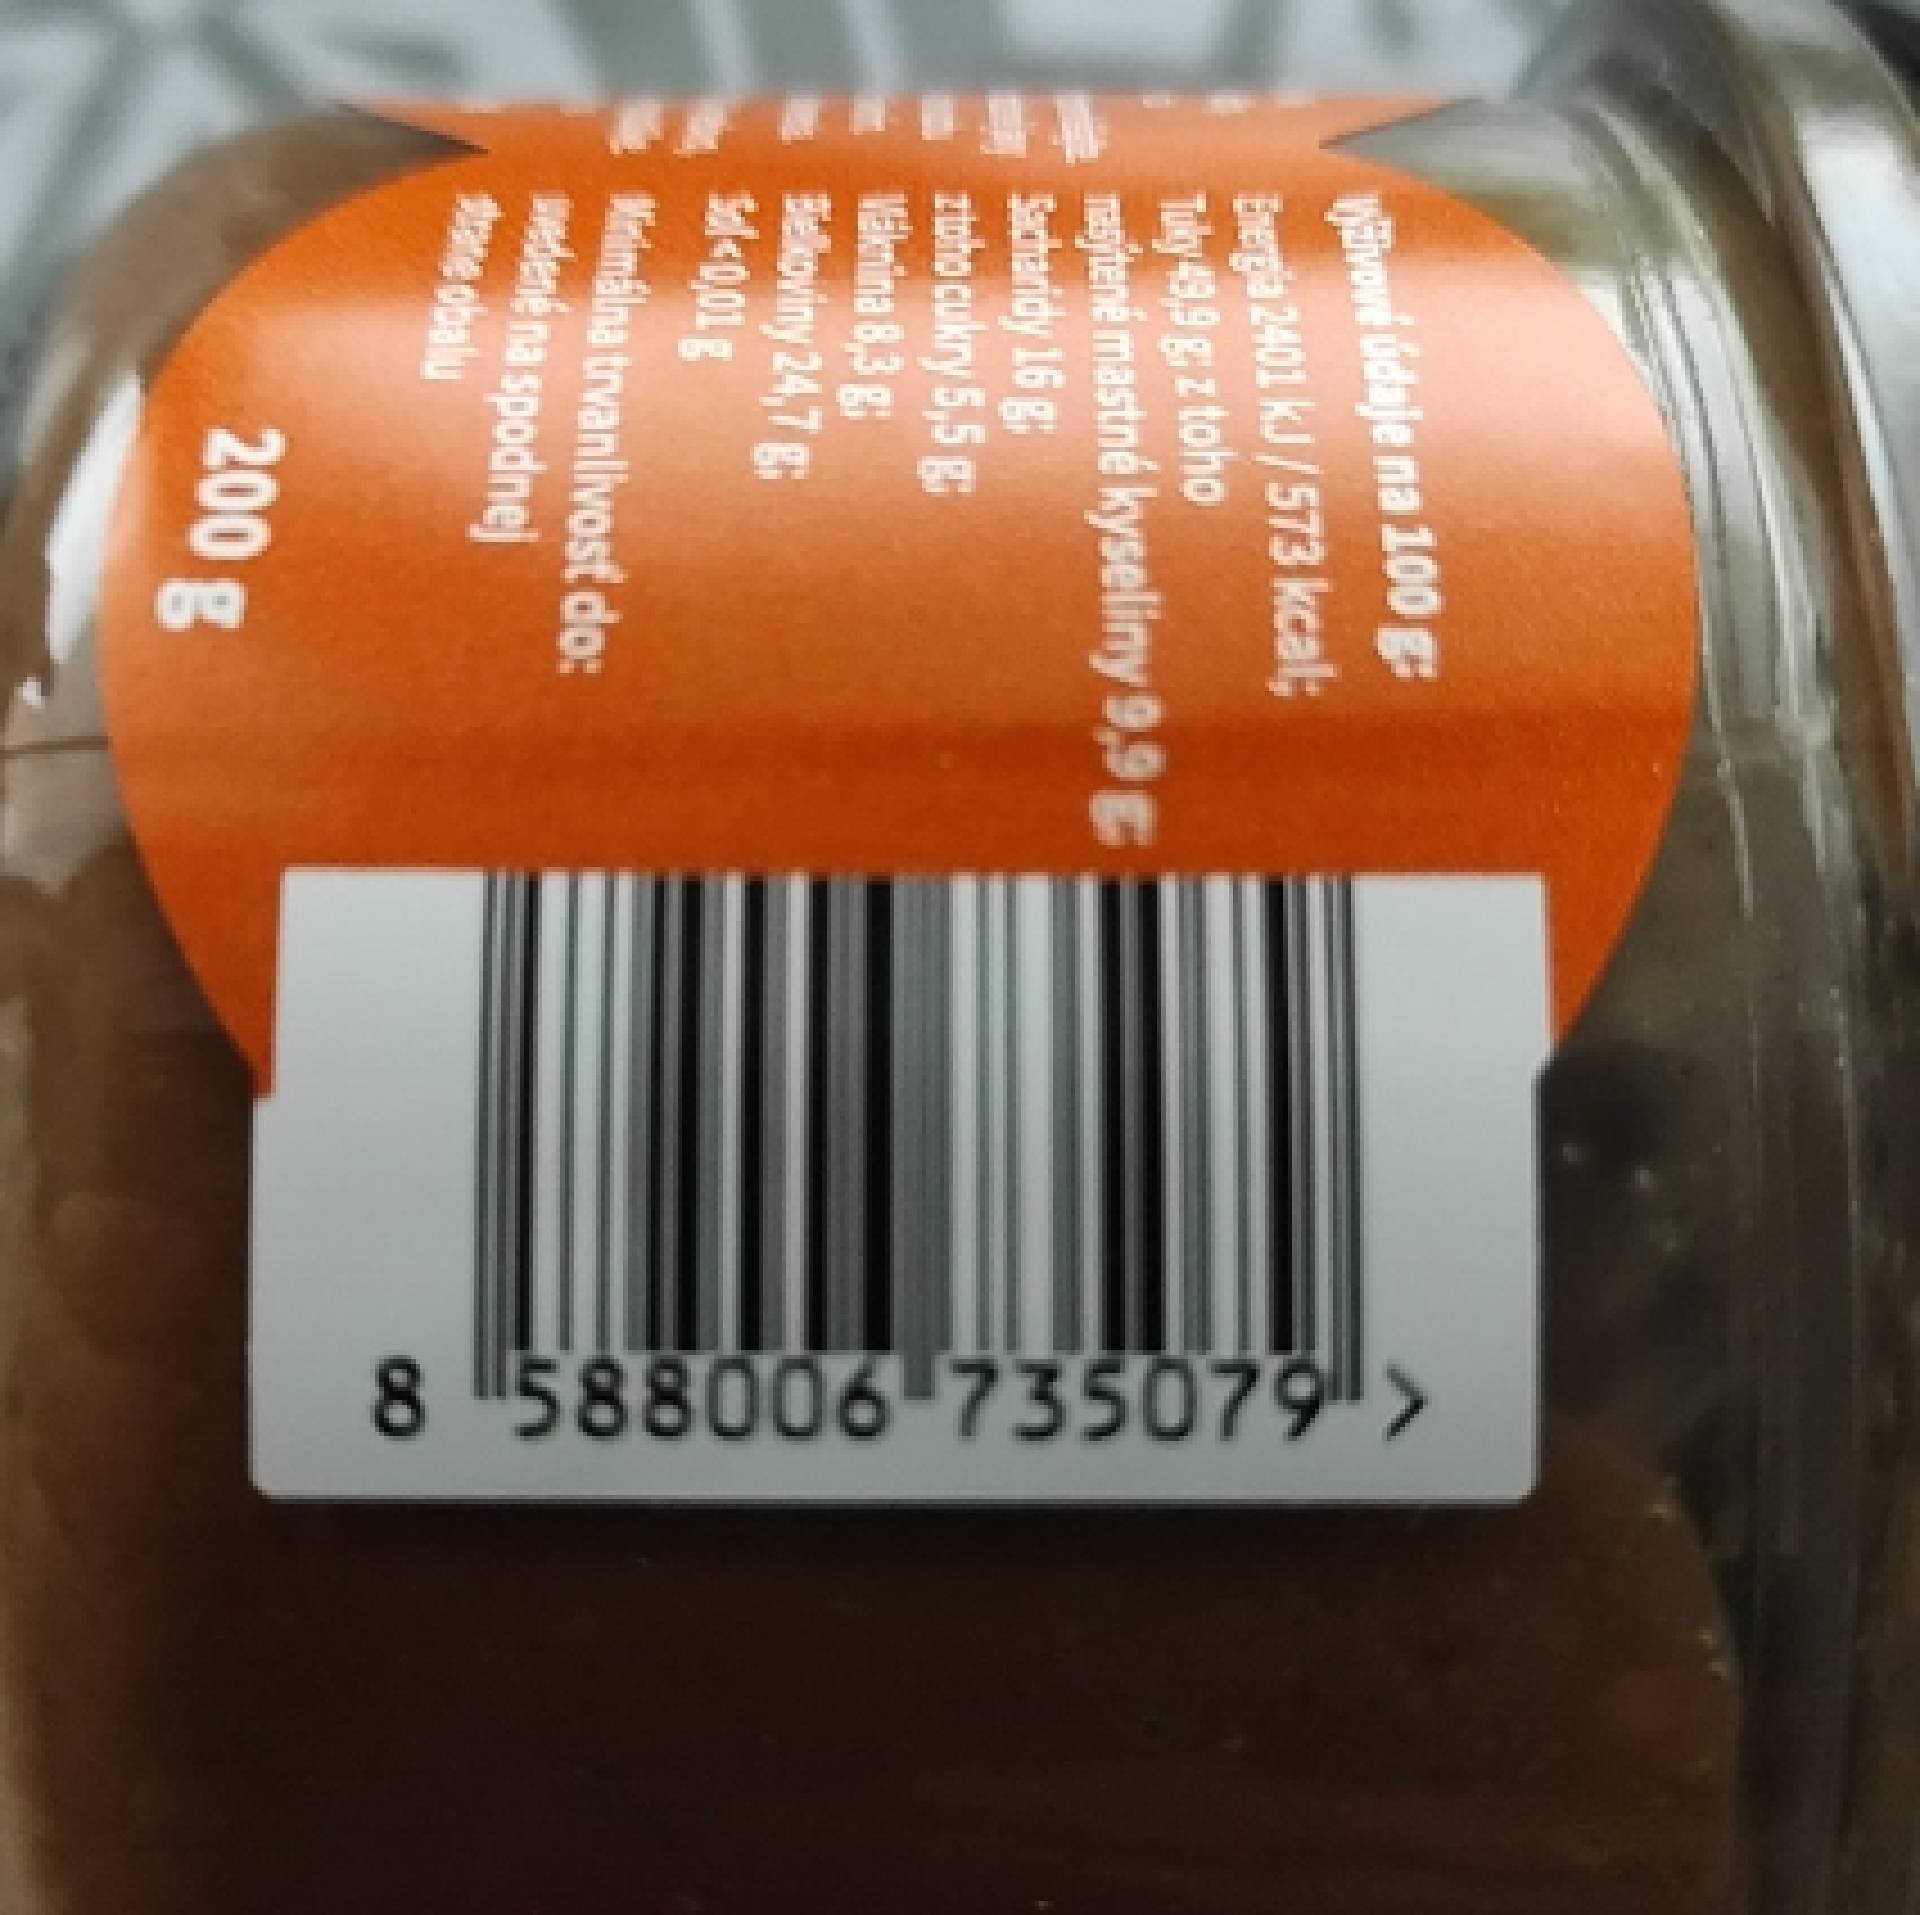 Výživové údaje na 100 g:
Energia 2401 kJ / 573 kcal;
Tuky 49,9 g; z toho
nasýtené mastné kyseliny 9,9 g;
Sacharidy 16 g;
z toho cukry 5,5 g;
Vláknina 8,3 g;
Bielkoviny 24,7 g;
Soľ < 0,01 g
Minimálna trvanlivosť do:
uvedené na spodnej
strane obalu
200 g
8 588006 735079 >